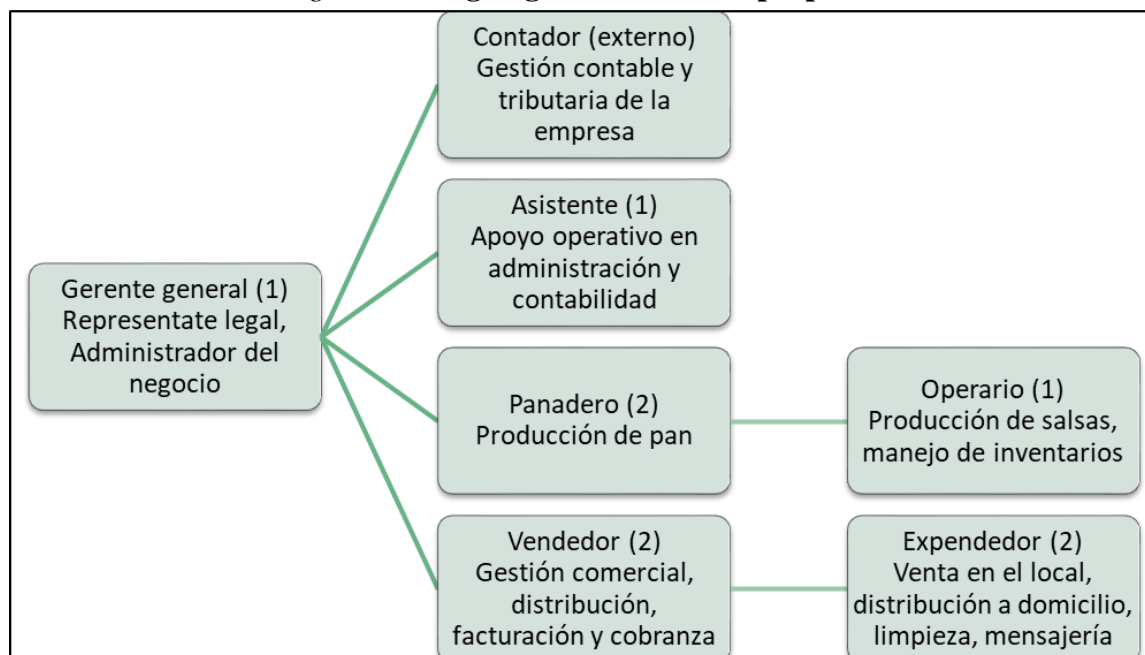 Contador (externo)
Gestión contable y
tributaria de la
empresa
Asistente (1)
Apoyo operativo en
administración y
contabilidad
Gerente general (1)
Representate legal,
Administrador del
negocio
Panadero (2)
Producción de pan
Operario (1)
Producción de salsas,
manejo de inventarios
Vendedor (2)
Gestión comercial,
distribución,
facturación y cobranza
Expendedor (2)
Venta en el local,
distribución a domicilio,
limpieza, mensajería